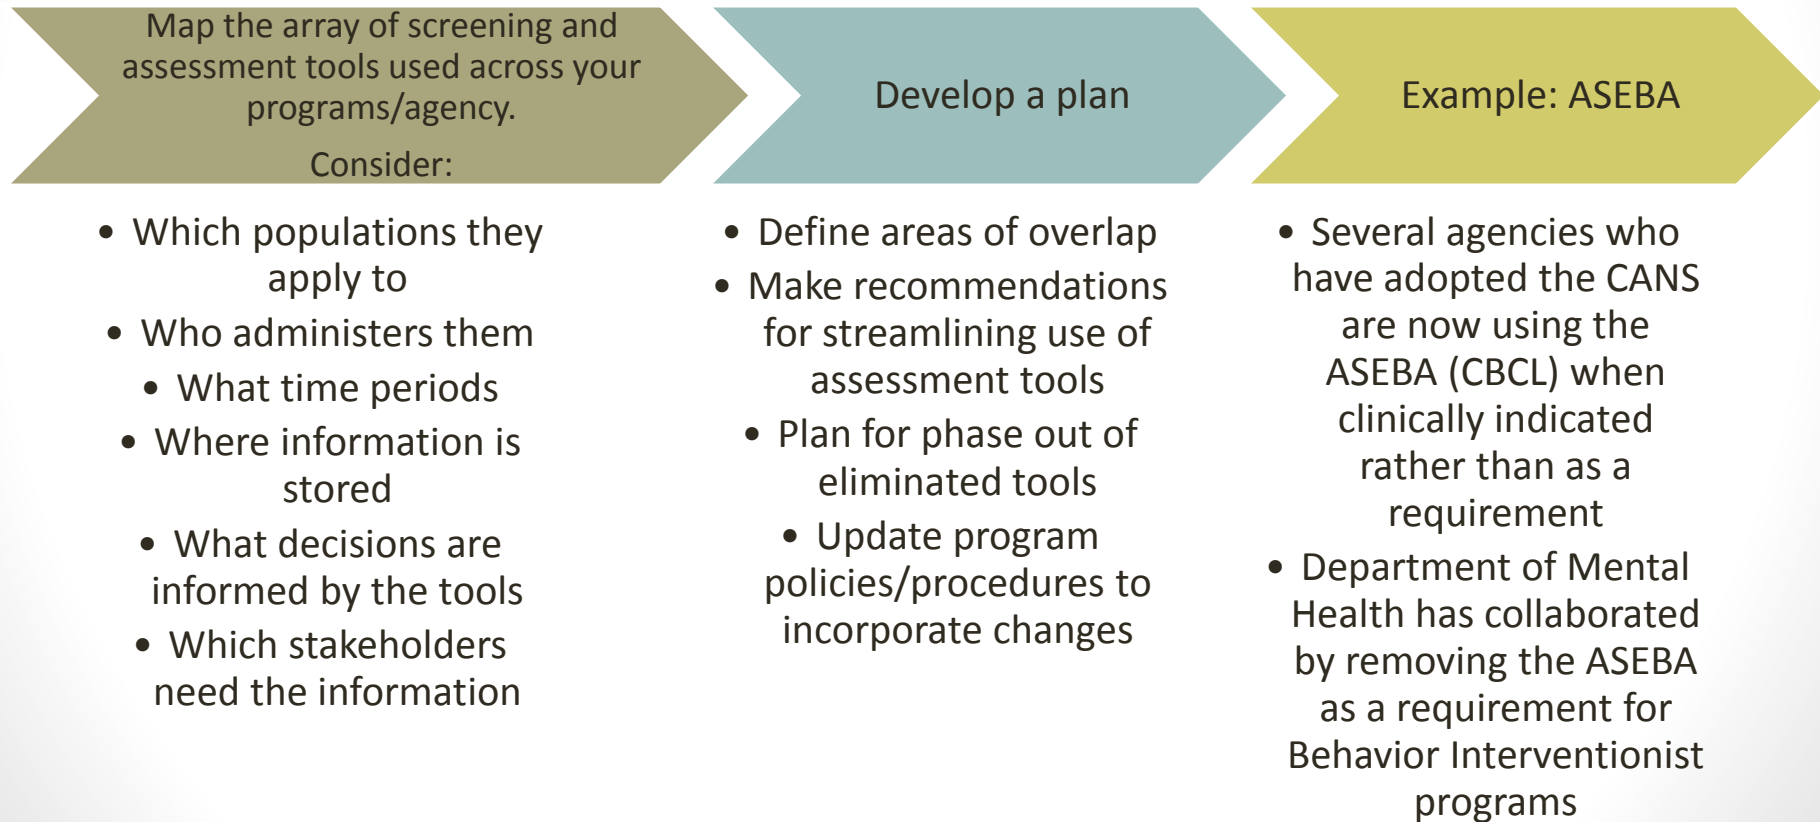 Map the array of screening and
assessment tools used across your
programs/agency.
Consider:
• Which populations they
apply to
• Who administers them
• What time periods
• Where information is
stored
• What decisions are
informed by the tools
• Which stakeholders
need the information
Develop a plan
• Define areas of overlap
• Make recommendations
for streamlining use of
assessment tools
• Plan for phase out of
eliminated tools
• Update program
policies/procedures to
incorporate changes
Example: ASEBA
• Several agencies who
have adopted the CANS
are now using the
ASEBA (CBCL) when
clinically indicated
rather than as a
requirement
• Department of Mental
Health has collaborated
by removing the ASEBA
as a requirement for
Behavior Interventionist
programs